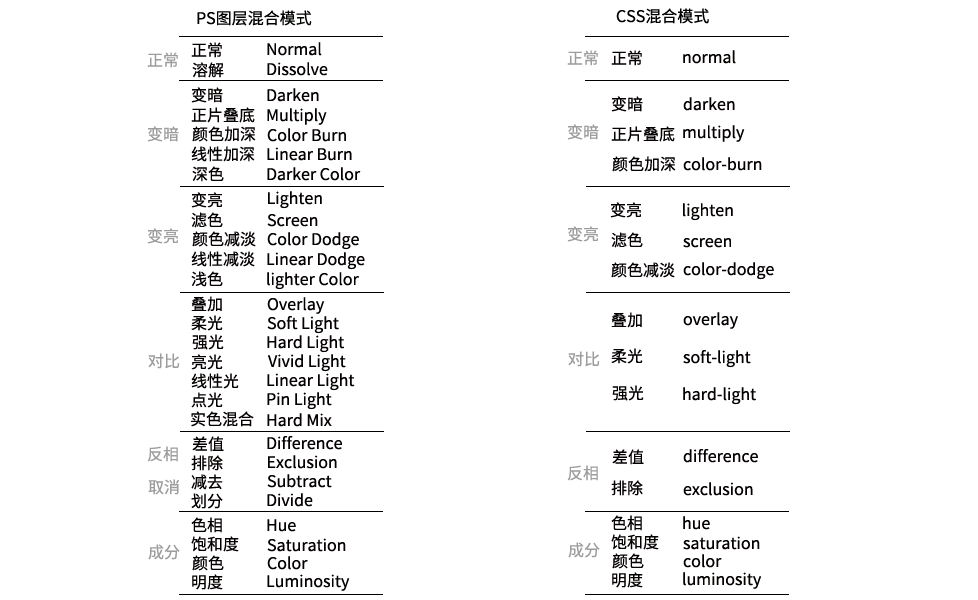 PS图层混合模式
正常
正常 Normal
溶解 Dissolve
变暗
变暗 Darken
正片叠底 Multiply
颜色加深 Color Burn
线性加深 Linear Burn
深色 Darker Color
变亮
变亮 Lighten
滤色 Screen
颜色减淡 Color Dodge
线性减淡 Linear Dodge
浅色 lighter Color
对比
叠加 Overlay
柔光 Soft Light
强光 Hard Light
亮光 Vivid Light
线性光 Linear Light
点光 Pin Light
实色混合 Hard Mix
反相
取消
差值 Difference
排除 Exclusion
减去 Subtract
划分 Divide
成分
色相 Hue
饱和度 Saturation
颜色 Color
明度 Luminosity
CSS混合模式
正常
正常 normal
变暗
变暗 darken
正片叠底 multiply
颜色加深 color-burn
变亮
变亮 lighten
滤色 screen
颜色减淡 color-dodge
对比
叠加 overlay
柔光 soft-light
强光 hard-light
反相
差值 difference
排除 exclusion
成分
色相 hue
饱和度 saturation
颜色 color
明度 luminosity